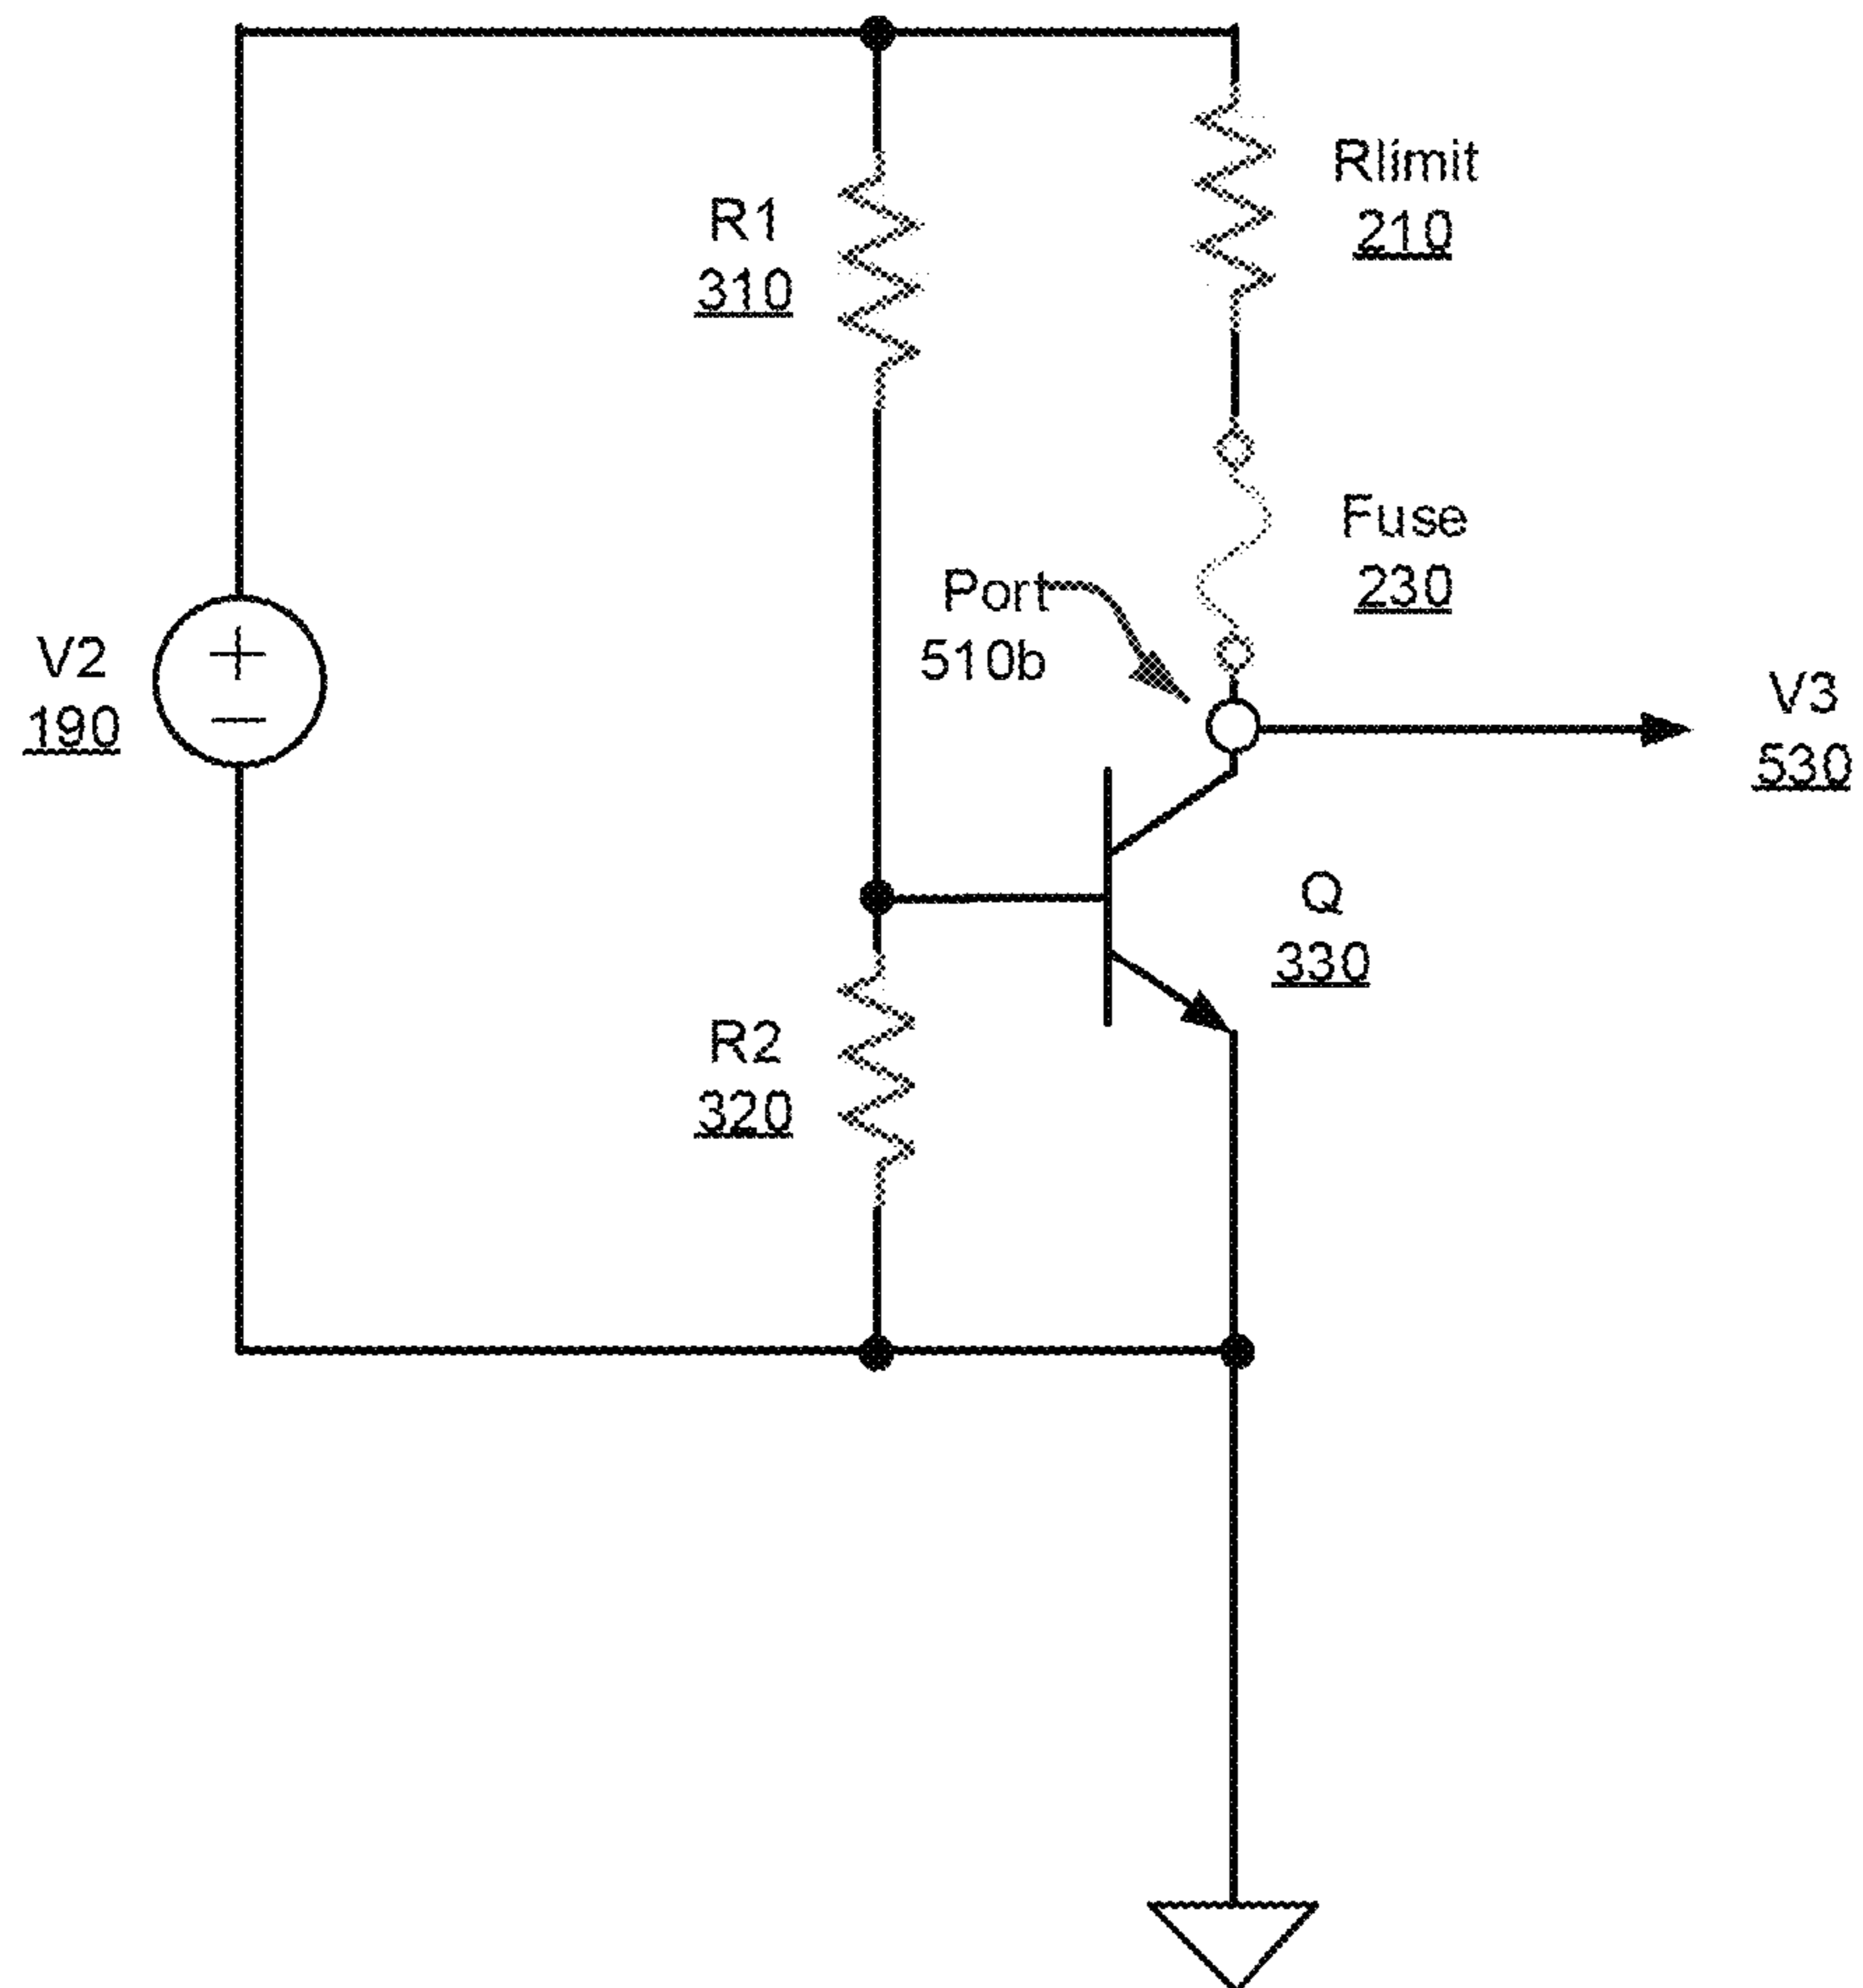 Rlimit
210
R1
310
Fuse
230
Port
510b
V2
190
+
−
V3
530
Q
330
R2
320